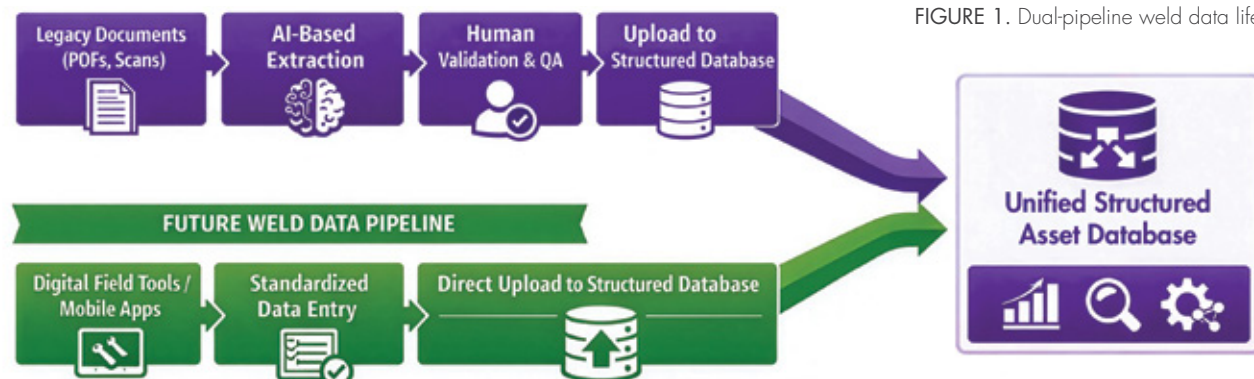 FIGURE 1. Dual-pipeline weld data life
Legacy Documents
(POFs, Scans)
AI-Based
Extraction
Human
Validation & QA
Upload to
Structured Database
FUTURE WELD DATA PIPELINE
Digital Field Tools /
Mobile Apps
Standardized
Data Entry
Direct Upload to Structured Database
Unified Structured
Asset Database